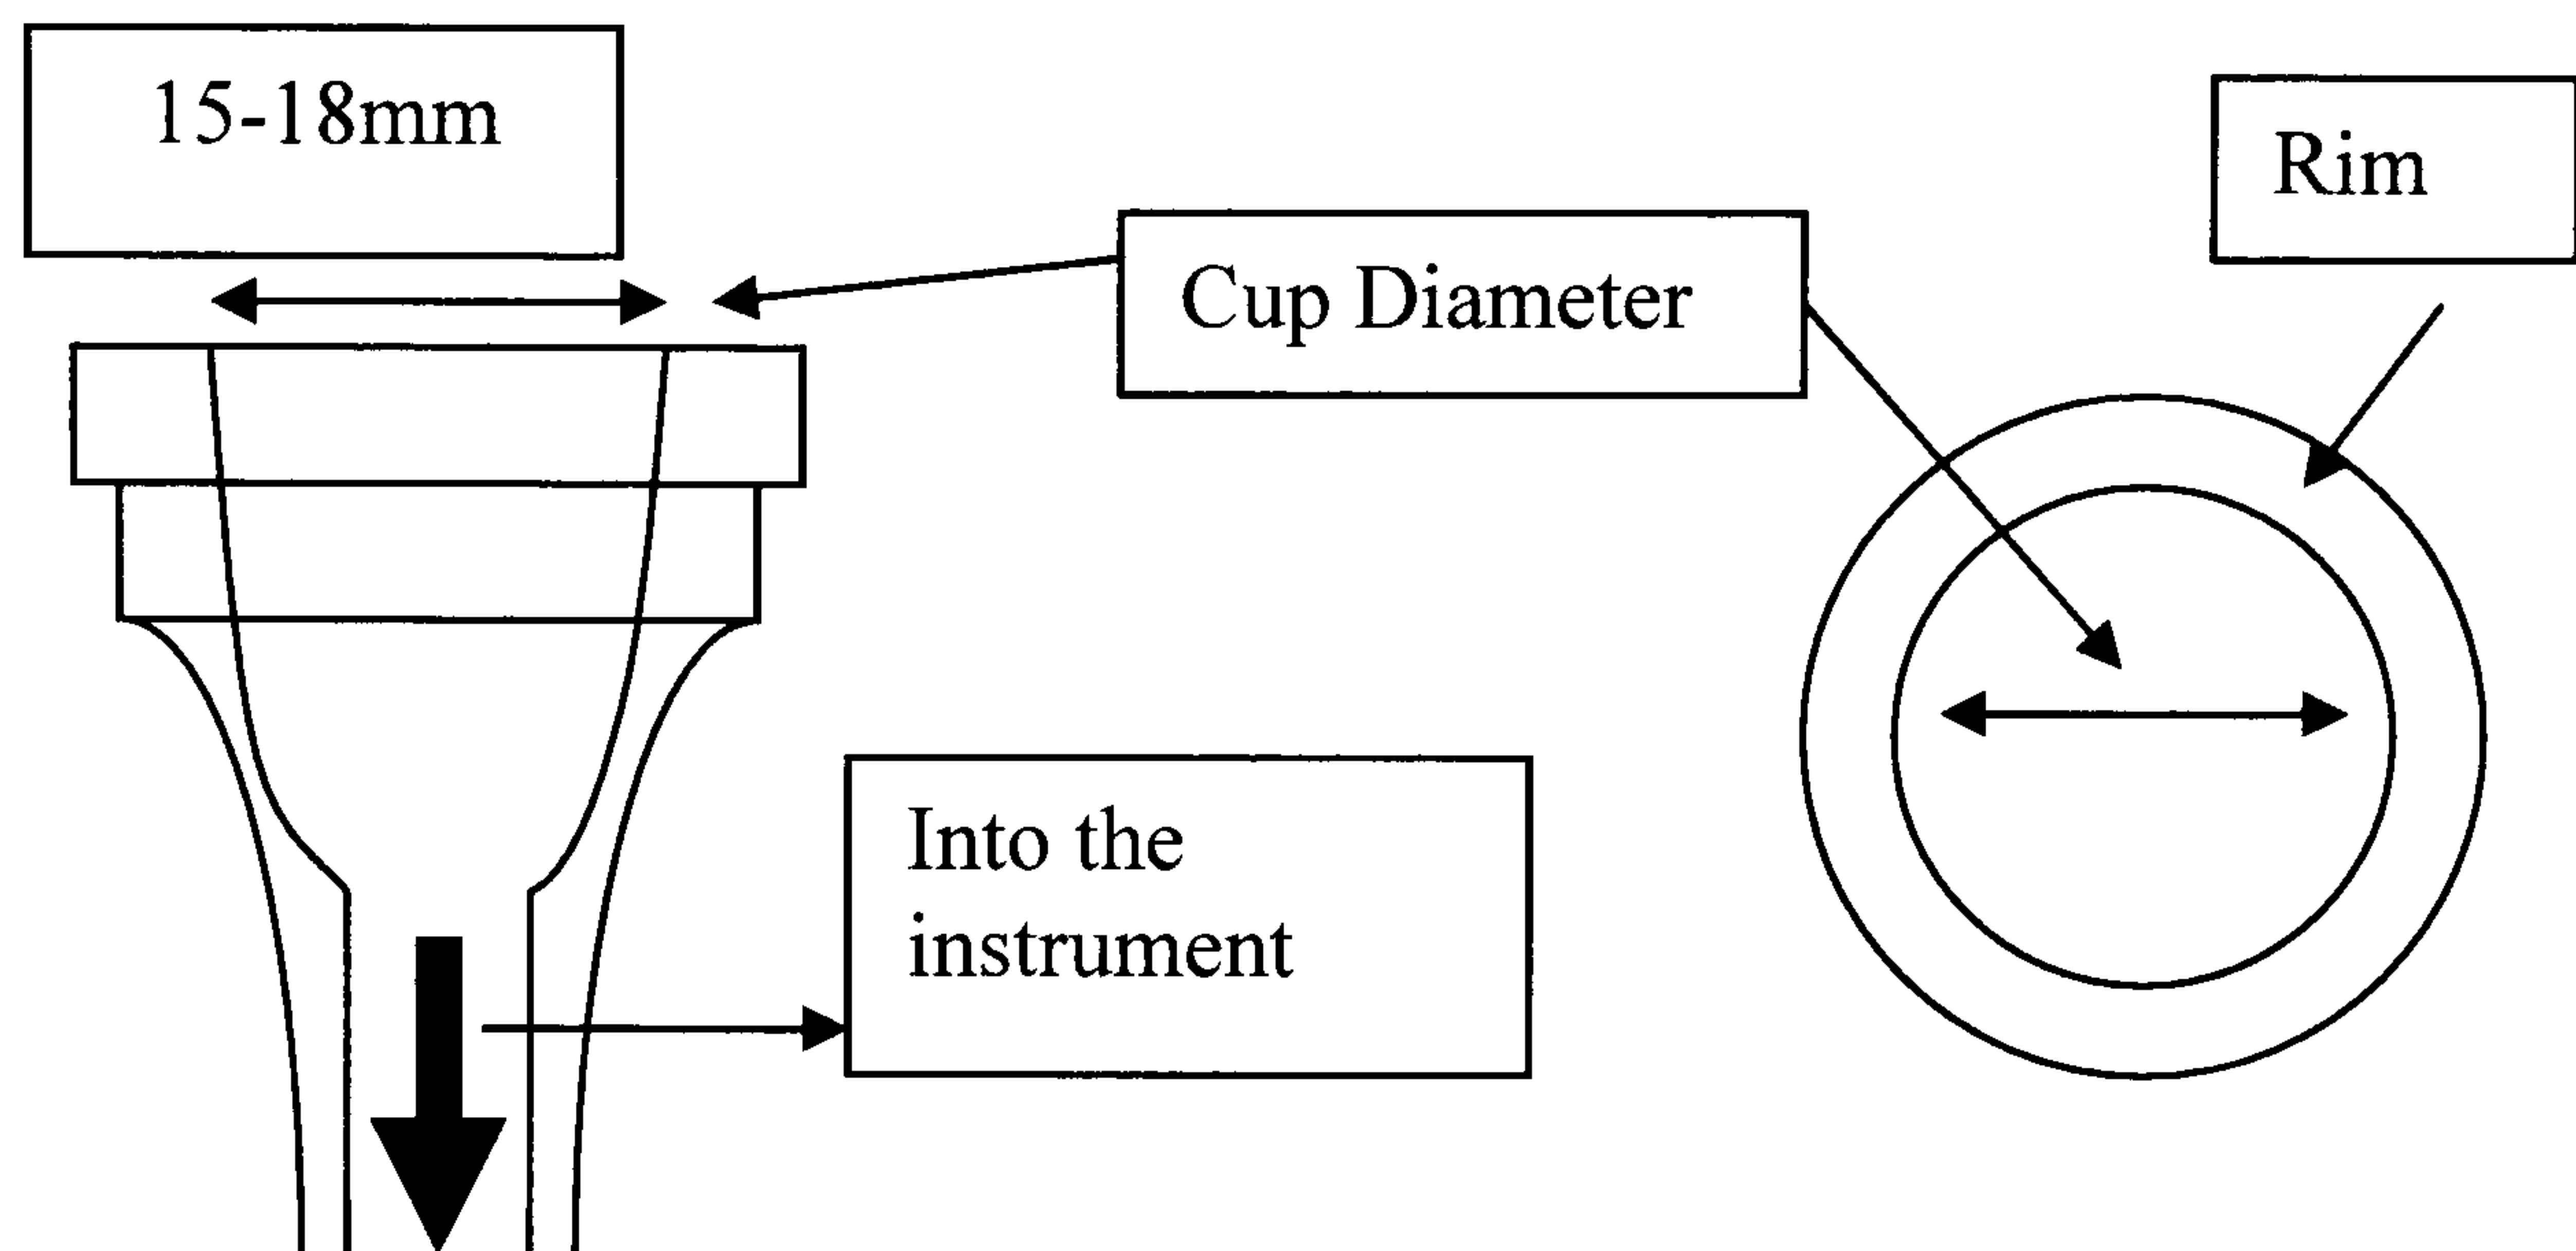 15-18mm
Rim
Cup Diameter
Into the
instrument